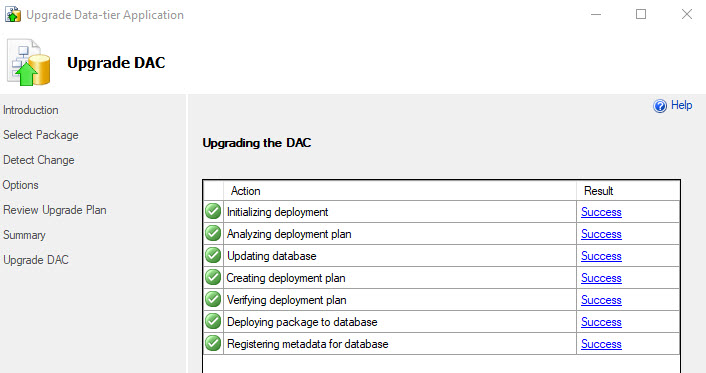 Upgrade Data-tier Application
Upgrade DAC
Introduction
Select Package
Detect Change
Options
Review Upgrade Plan
Summary
Upgrade DAC
Help
Upgrading the DAC
Action Result
Initializing deployment Success
Analyzing deployment plan Success
Updating database Success
Creating deployment plan Success
Verifying deployment plan Success
Deploying package to database Success
Registering metadata for database Success